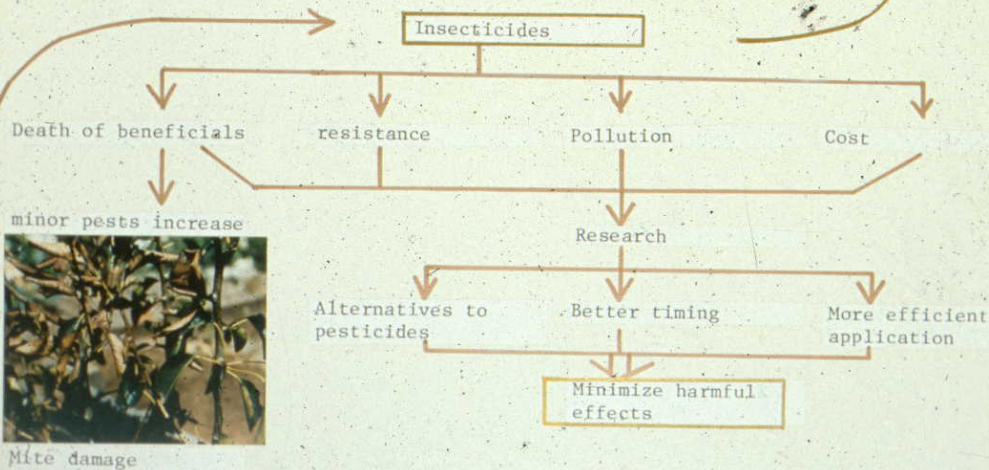 Insecticides
Death of beneficials
resistance
Pollution
Cost
minor pests increase
Research
Alternatives to
pesticides
Better timing
More efficient
application
Minimize harmful
effects
Mite damage